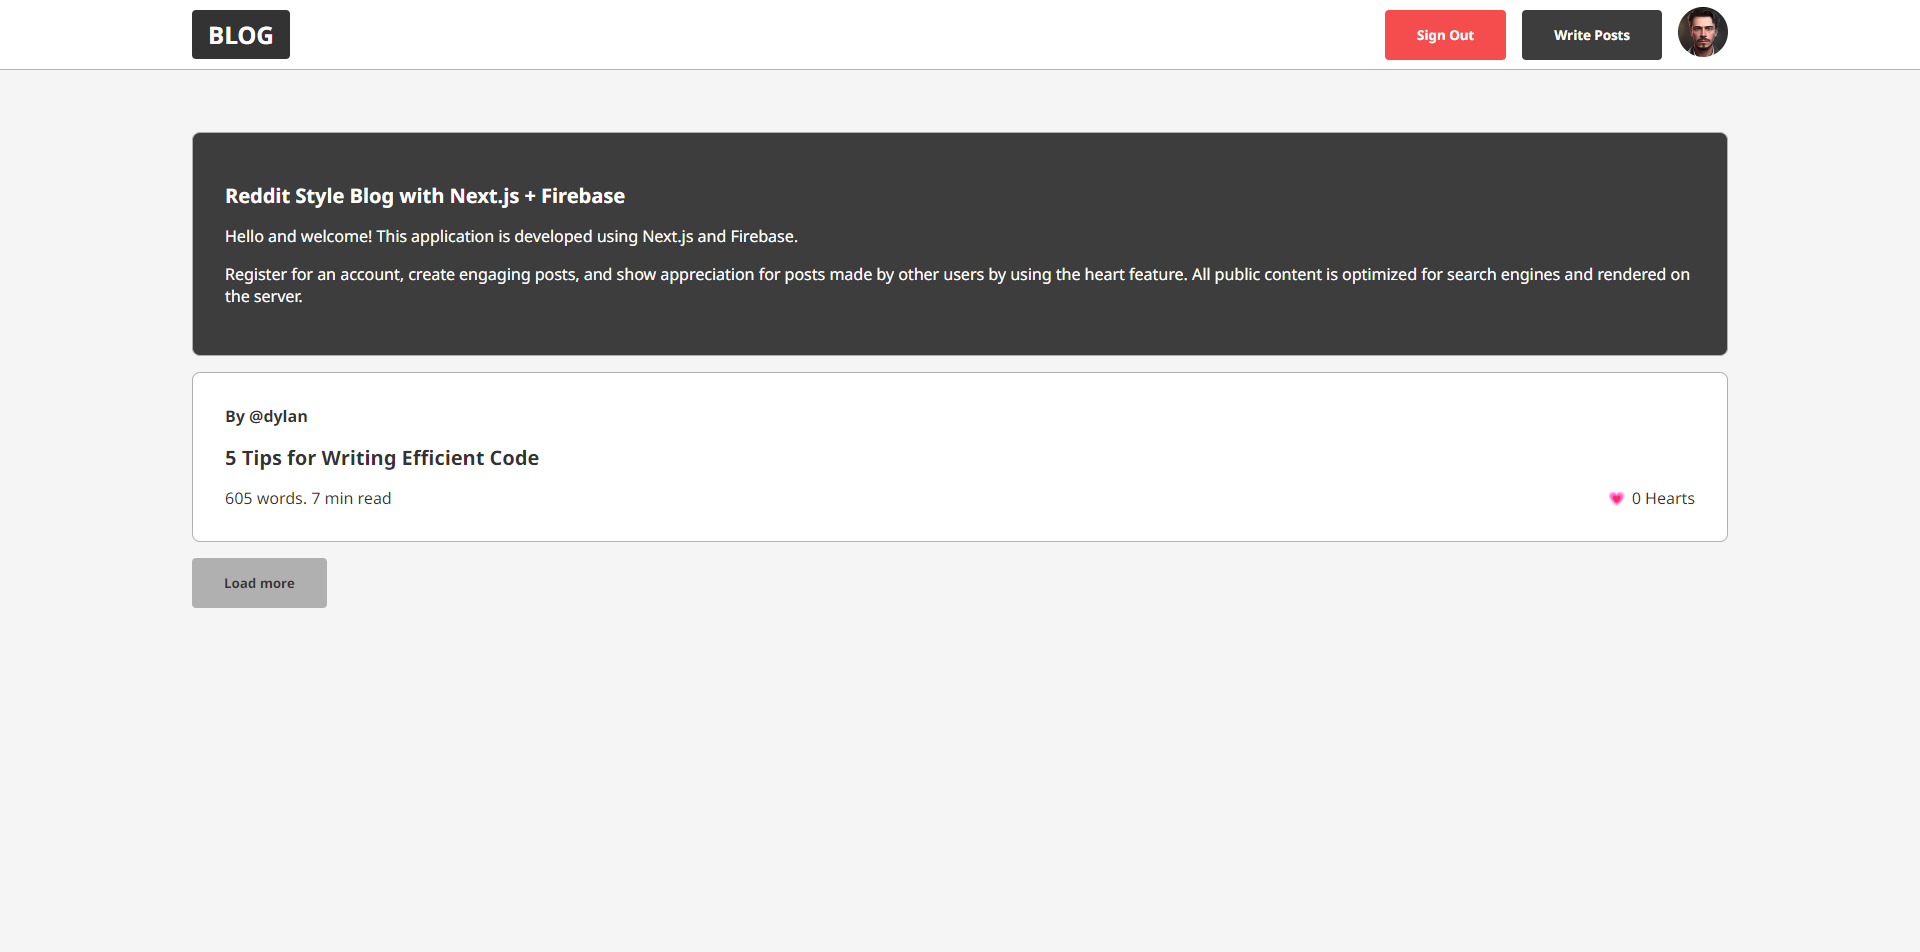 BLOG
Sign Out
Write Posts
Reddit Style Blog with Next.js + Firebase
Hello and welcome! This application is developed using Next.js and Firebase.
Register for an account, create engaging posts, and show appreciation for posts made by other users by using the heart feature. All public content is optimized for search engines and rendered on
the server.
By @dylan
5 Tips for Writing Efficient Code
605 words. 7 min read
💗 0 Hearts
Load more